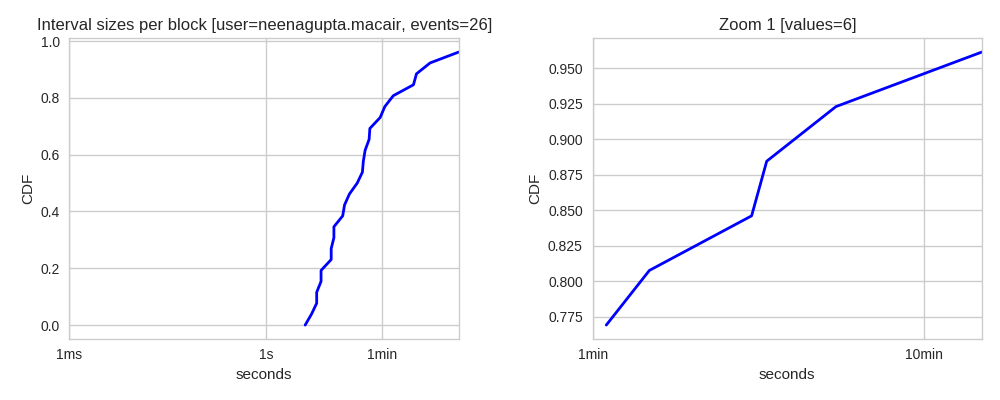 Interval sizes per block [user=neenagupta.macair, events=26]
CDF
1.0
0.8
0.6
0.4
0.2
0.0
1ms 1s 1min
seconds
Zoom 1 [values=6]
CDF
0.950
0.925
0.900
0.875
0.850
0.825
0.800
0.775
1min 10min
seconds